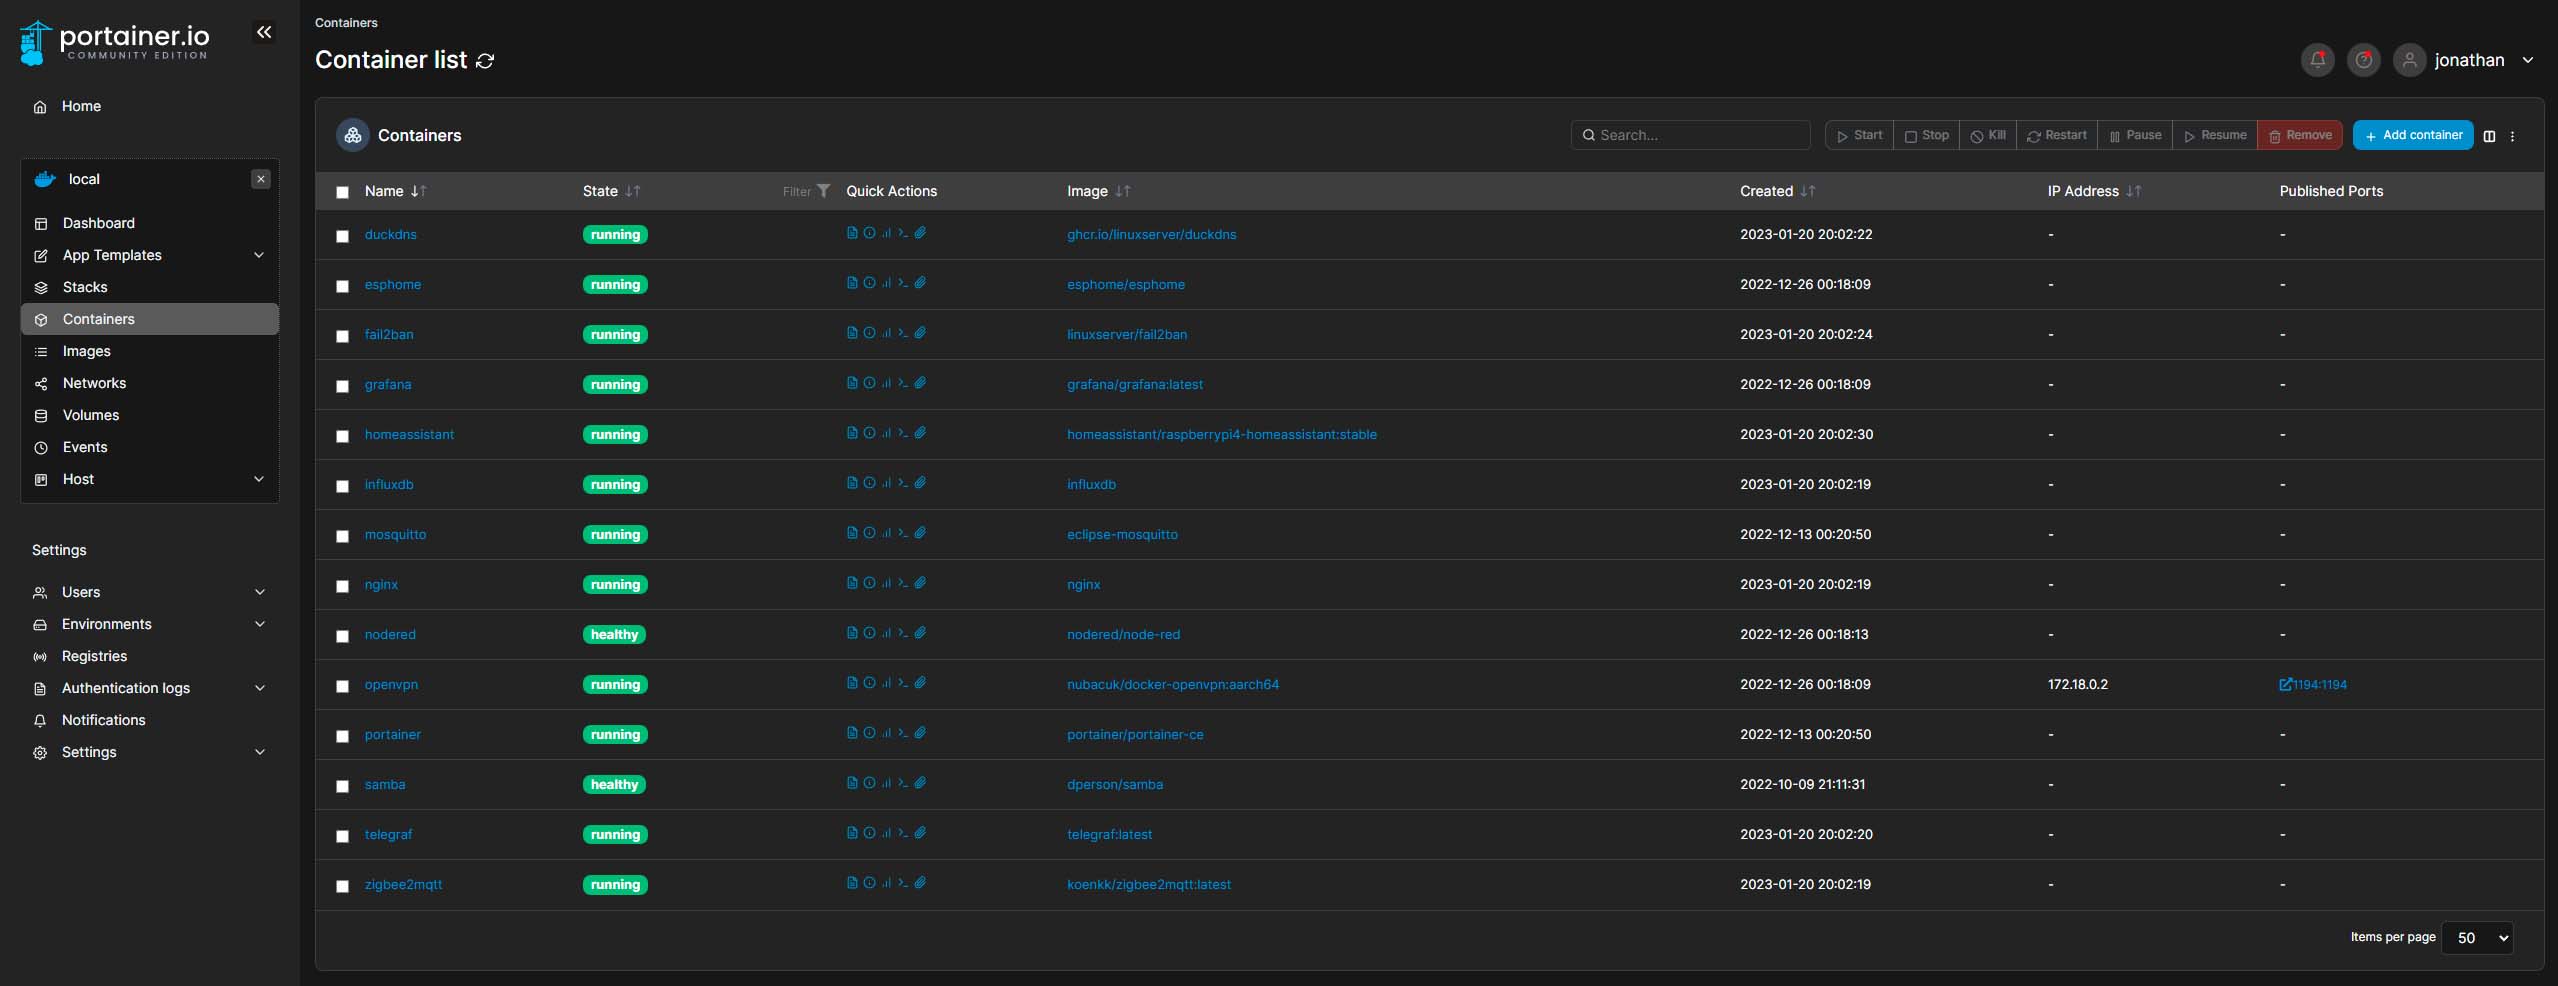 portainer.io
COMMUNITY EDITION
Home
local
Dashboard
App Templates
Stacks
Containers
Images
Networks
Volumes
Events
Host
Settings
Users
Environments
Registries
Authentication logs
Notifications
Settings
Containers
Container list
jonathan
Containers
Search...
Start Stop Kill Restart Pause Resume Remove + Add container
Name State Filter Quick Actions Image Created IP Address Published Ports
duckdns running ghcr.io/linuxserver/duckdns 2023-01-20 20:02:22 - -
esphome running esphome/esphome 2022-12-26 00:18:09 - -
fail2ban running linuxserver/fail2ban 2023-01-20 20:02:24 - -
grafana running grafana/grafana:latest 2022-12-26 00:18:09 - -
homeassistant running homeassistant/raspberrypi4-homeassistant:stable 2023-01-20 20:02:30 - -
influxdb running influxdb 2023-01-20 20:02:19 - -
mosquitto running eclipse-mosquitto 2022-12-13 00:20:50 - -
nginx running nginx 2023-01-20 20:02:19 - -
nodered healthy nodered/node-red 2022-12-26 00:18:13 - -
openvpn running nubacuk/docker-openvpn:aarch64 2022-12-26 00:18:09 172.18.0.2 1194:1194
portainer running portainer/portainer-ce 2022-12-13 00:20:50 - -
samba healthy dperson/samba 2022-10-09 21:11:31 - -
telegraf running telegraf:latest 2023-01-20 20:02:20 - -
zigbee2mqtt running koenkk/zigbee2mqtt:latest 2023-01-20 20:02:19 - -
Items per page 50